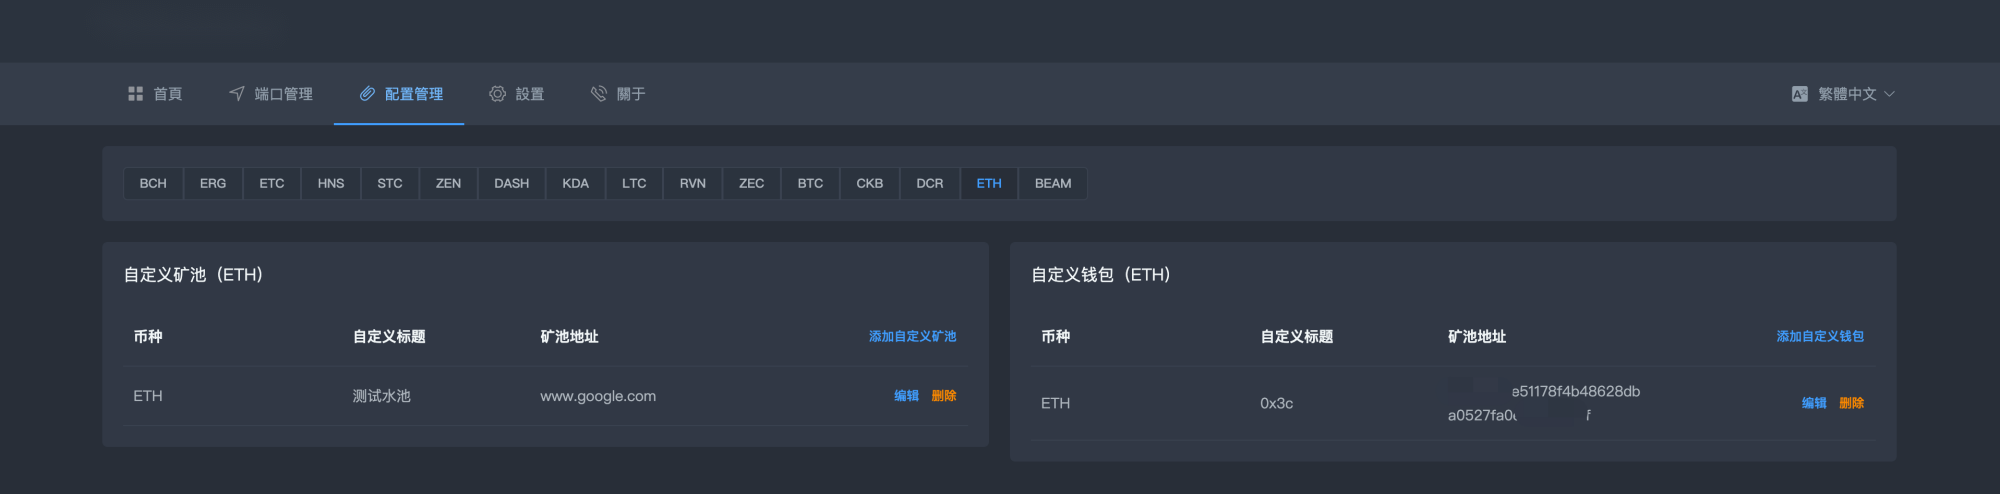 首頁 端口管理 配置管理 設置 關于 繁體中文
BCH ERG ETC HNS STC ZEN DASH KDA LTC RVN ZEC BTC CKB DCR ETH BEAM
自定义矿池（ETH）
币种 自定义标题 矿池地址 添加自定义矿池
ETH 测试水池 www.google.com 编辑 删除
自定义钱包（ETH）
币种 自定义标题 矿池地址 添加自定义钱包
ETH 0x3c e51178f4b48628db 编辑 删除
a0527fa0 f